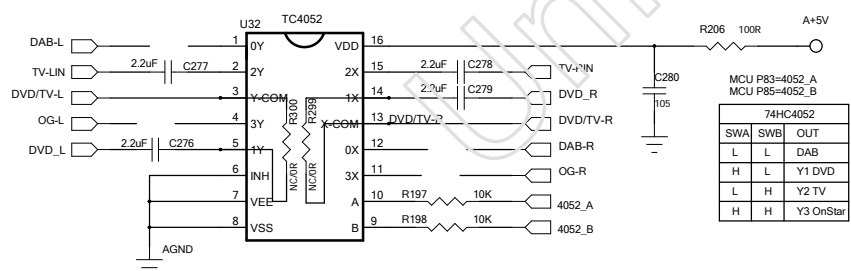 U32 TC4052
R206 100R A+5V
DAB-L 1 0Y VDD 16
TV-LIN 2.2uF C277 2 2Y 2X 15 2.2uF C278 TV-RIN
DVD/TV-L 3 Y-COM 1X 14 2.2uF C279 DVD_R
OG-L 4 3Y X-COM 13 DVD/TV-R DVD/TV-R
DVD_L 2.2uF C276 5 1Y 0X 12 DAB-R
6 INH 3X 11 OG-R
7 VEE A 10 R197 10K 4052_A
8 VSS B 9 R198 10K 4052_B
R300 R299
NC/0R NC/0R
AGND
C280
105
MCU P83=4052_A
MCU P85=4052_B
74HC4052
SWA SWB OUT
L L DAB
H L Y1 DVD
L H Y2 TV
H H Y3 OnStar